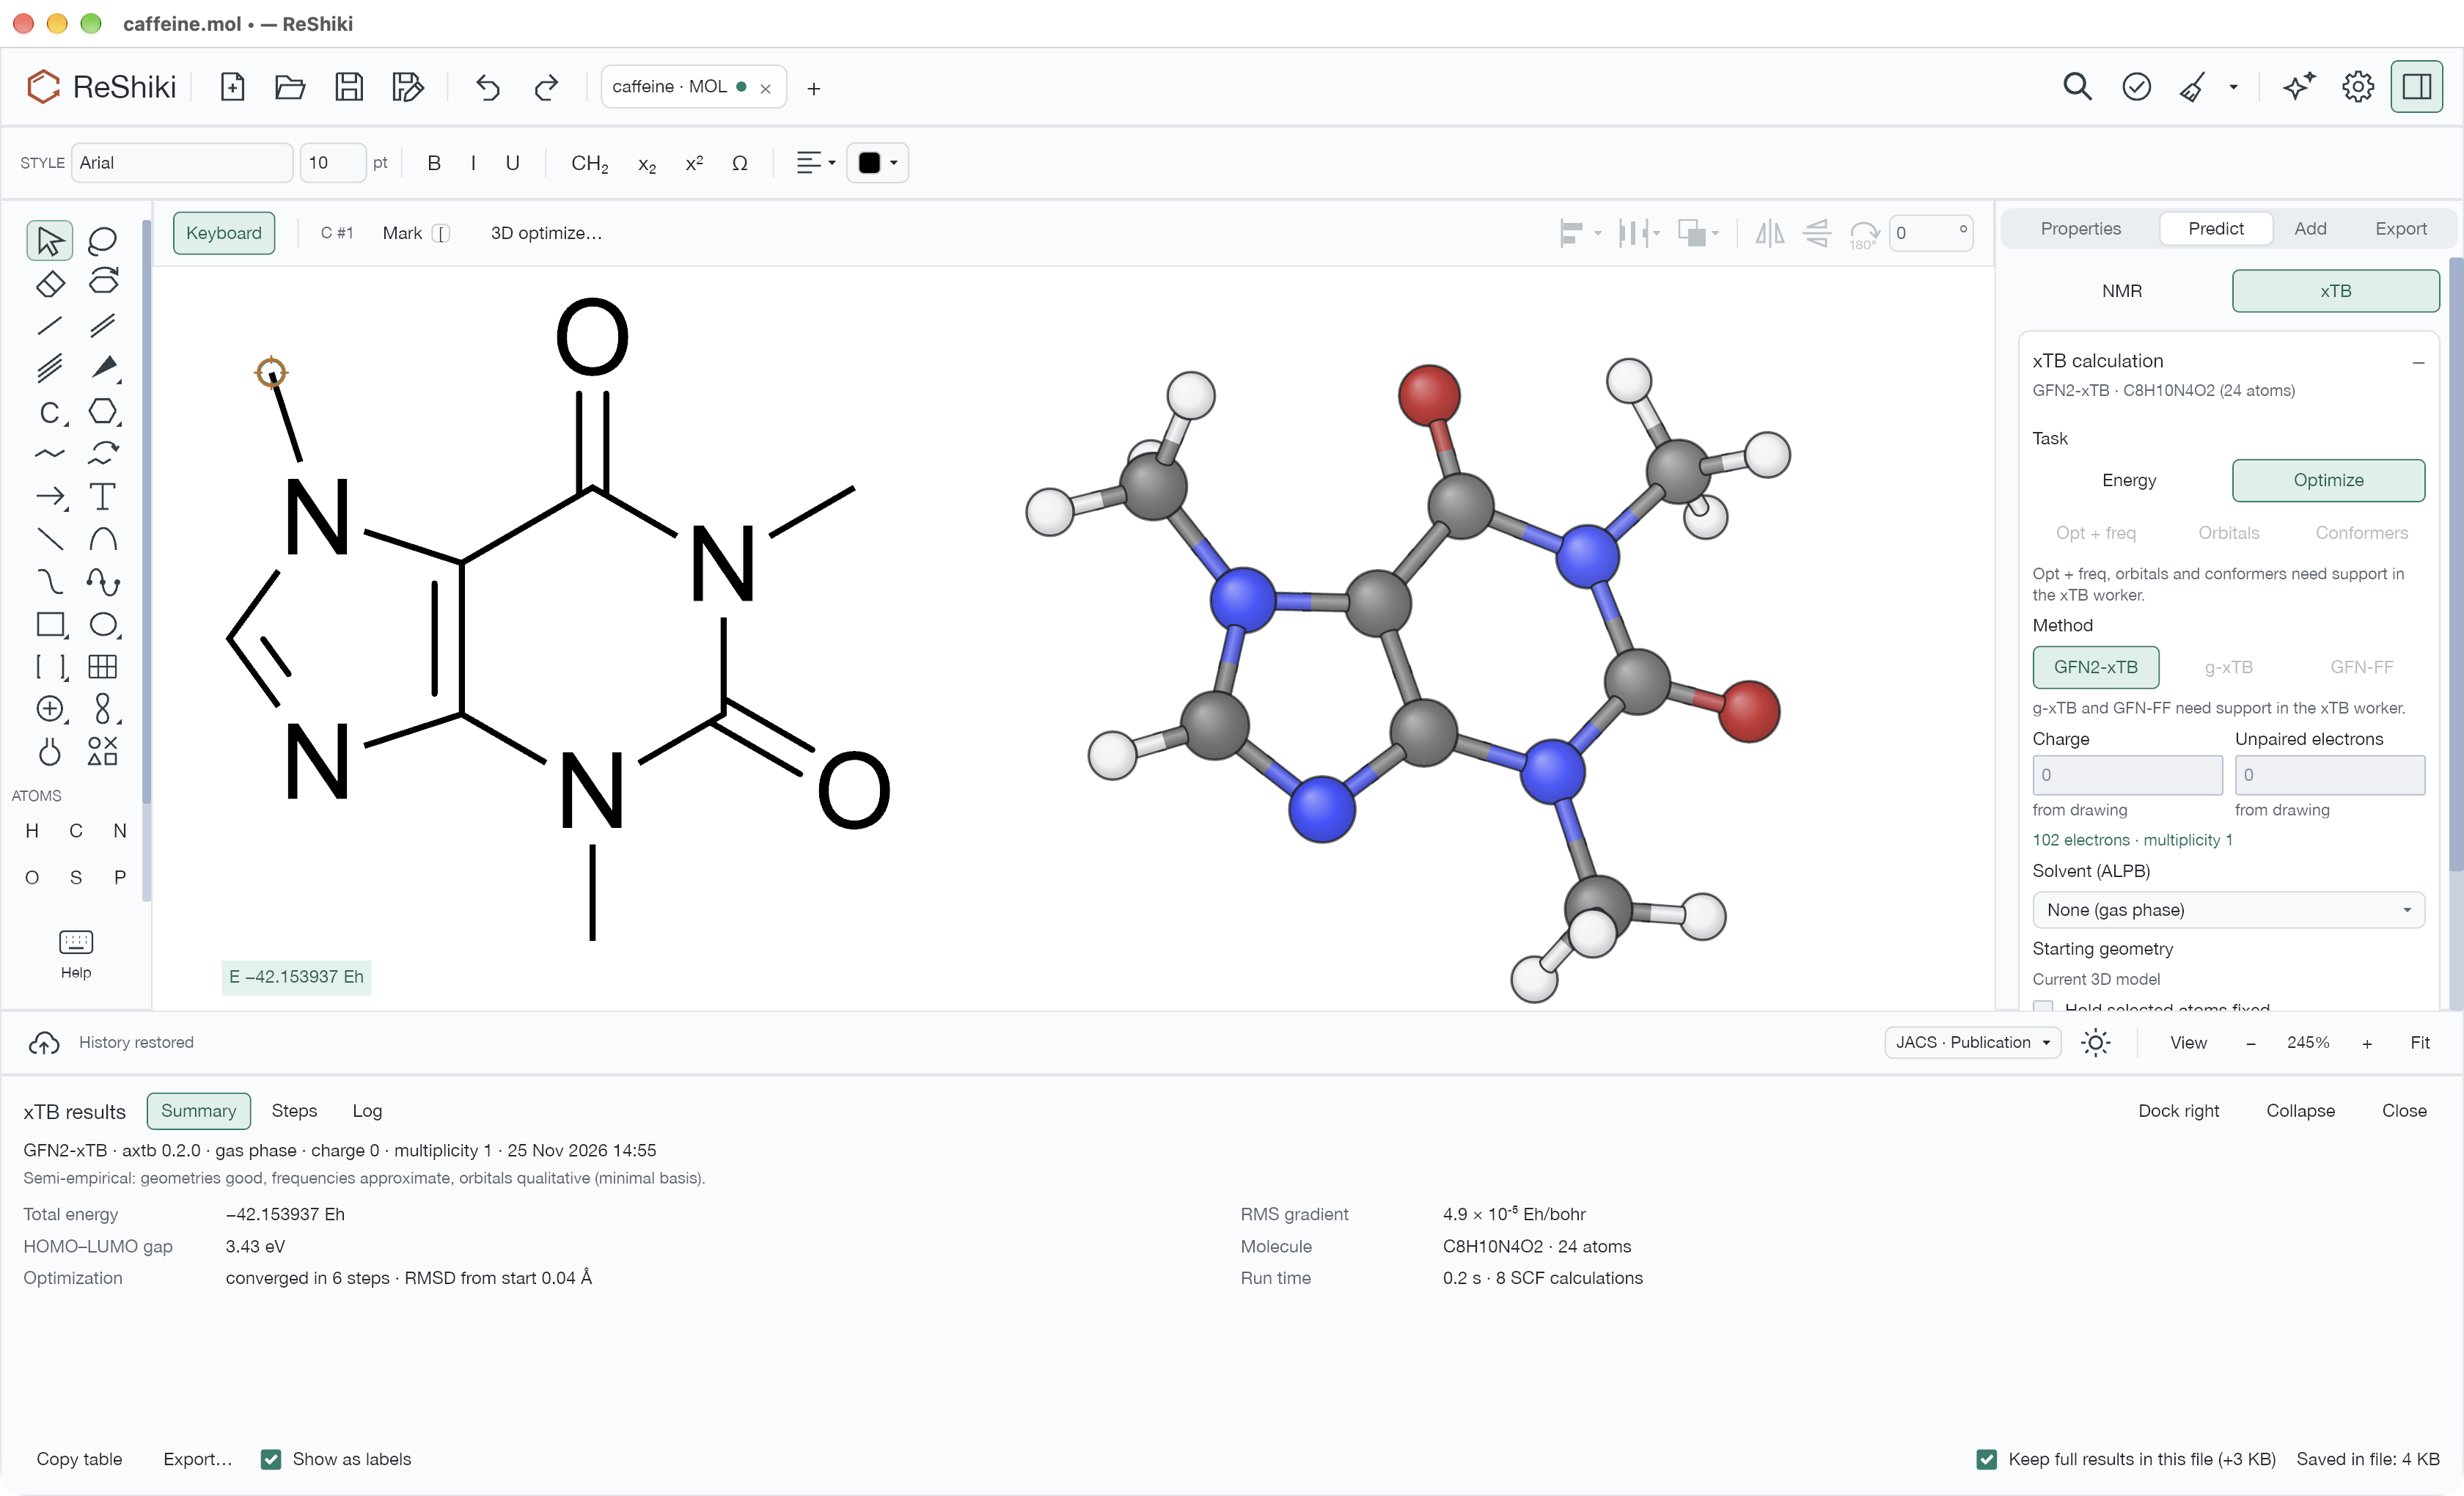 caffeine.mol • — ReShiki
ReShiki
caffeine · MOL
STYLE Arial 10 pt B I U CH₂ x₂ x² Ω
Keyboard C #1 Mark [ 3D optimize... 180° 0 °
Properties Predict Add Export
NMR xTB
xTB calculation
GFN2-xTB · C8H10N4O2 (24 atoms)
Task
Energy Optimize
Opt + freq Orbitals Conformers
Opt + freq, orbitals and conformers need support in
the xTB worker.
Method
GFN2-xTB g-xTB GFN-FF
g-xTB and GFN-FF need support in the xTB worker.
Charge Unpaired electrons
0 0
from drawing from drawing
102 electrons · multiplicity 1
Solvent (ALPB)
None (gas phase)
Starting geometry
Current 3D model
Hold selected atoms fixed
C
T
ATOMS
H C N
O S P
Help
O
N
N
N
N
O
E −42.153937 Eh
History restored
JACS · Publication View − 245% + Fit
xTB results Summary Steps Log Dock right Collapse Close
GFN2-xTB · axtb 0.2.0 · gas phase · charge 0 · multiplicity 1 · 25 Nov 2026 14:55
Semi-empirical: geometries good, frequencies approximate, orbitals qualitative (minimal basis).
Total energy −42.153937 Eh RMS gradient 4.9 × 10⁻⁵ Eh/bohr
HOMO–LUMO gap 3.43 eV Molecule C8H10N4O2 · 24 atoms
Optimization converged in 6 steps · RMSD from start 0.04 Å Run time 0.2 s · 8 SCF calculations
Copy table Export... Show as labels Keep full results in this file (+3 KB) Saved in file: 4 KB